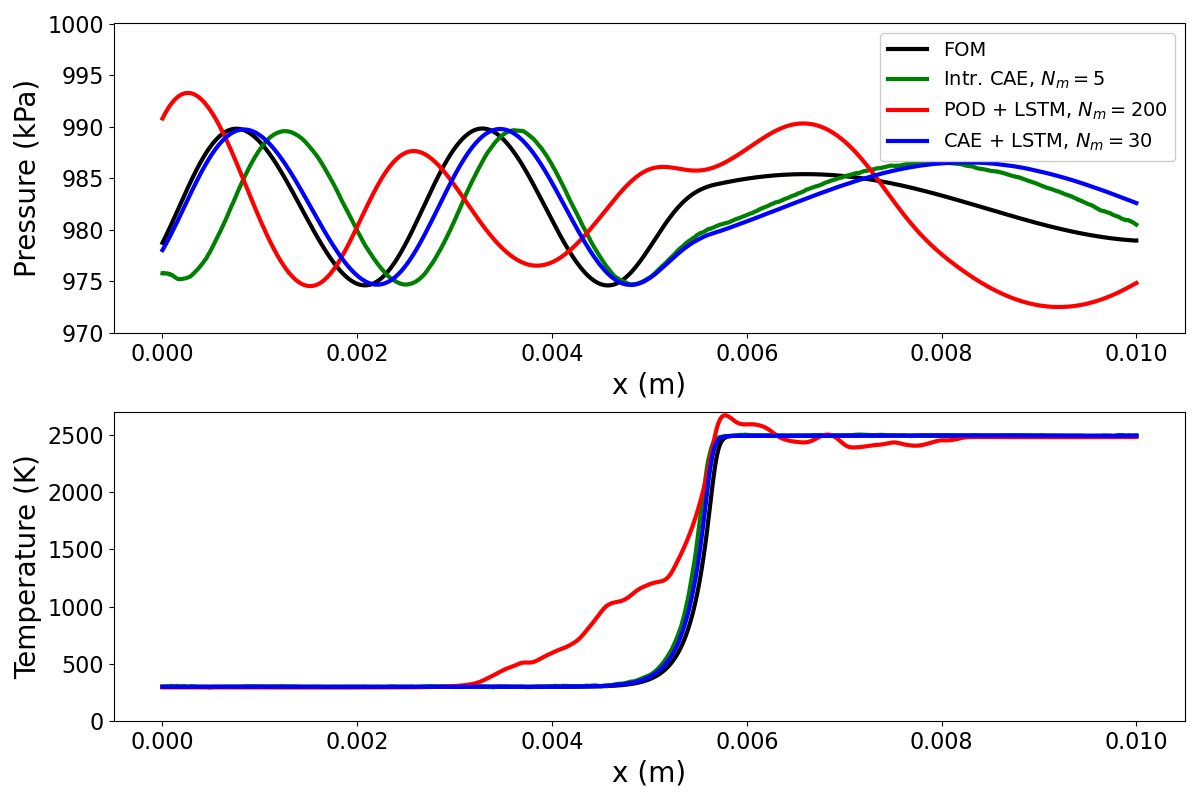 1000
995
990
985
980
975
970
Pressure (kPa)
FOM
Intr. CAE, $N_m = 5$
POD + LSTM, $N_m = 200$
CAE + LSTM, $N_m = 30$
0.000 0.002 0.004 0.006 0.008 0.010
x (m)
2500
2000
1500
1000
500
0
Temperature (K)
0.000 0.002 0.004 0.006 0.008 0.010
x (m)